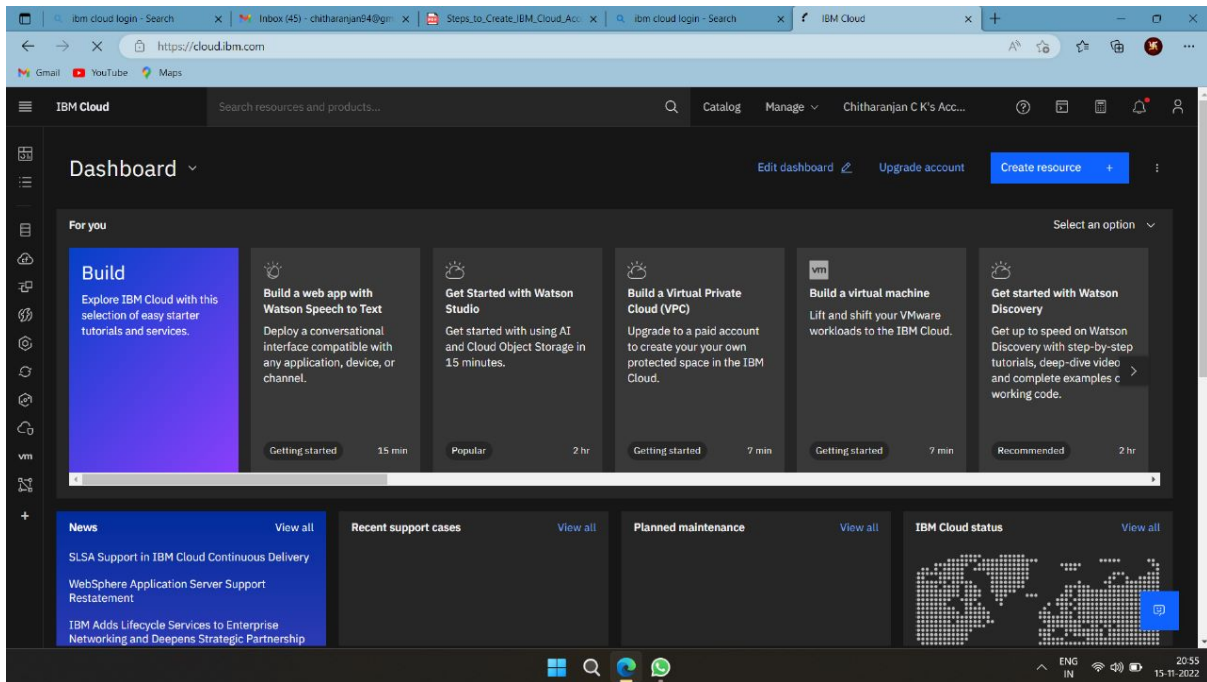 ibm cloud login - Search
Inbox (45) - chitharanjan94@gm
Steps_to_Create_IBM_Cloud_Acc
ibm cloud login - Search
IBM Cloud
https://cloud.ibm.com
Gmail YouTube Maps
IBM Cloud
Search resources and products...
Catalog
Manage
Chitharanjan C K's Acc...
Dashboard
Edit dashboard
Upgrade account
Create resource +
For you
Select an option
Build
Explore IBM Cloud with this
selection of easy starter
tutorials and services.
Build a web app with
Watson Speech to Text
Deploy a conversational
interface compatible with
any application, device, or
channel.
Getting started 15 min
Get Started with Watson
Studio
Get started with using AI
and Cloud Object Storage in
15 minutes.
Popular 2 hr
Build a Virtual Private
Cloud (VPC)
Upgrade to a paid account
to create your your own
protected space in the IBM
Cloud.
Getting started 7 min
vm
Build a virtual machine
Lift and shift your VMware
workloads to the IBM Cloud.
Getting started 7 min
Get started with Watson
Discovery
Get up to speed on Watson
Discovery with step-by-step
tutorials, deep-dive video
and complete examples
working code.
Recommended 2 hr
vm
News View all
SLSA Support in IBM Cloud Continuous Delivery
WebSphere Application Server Support
Restatement
IBM Adds Lifecycle Services to Enterprise
Networking and Deepens Strategic Partnership
Recent support cases View all
Planned maintenance View all
IBM Cloud status View all
ENG
IN
20:55
15-11-2022